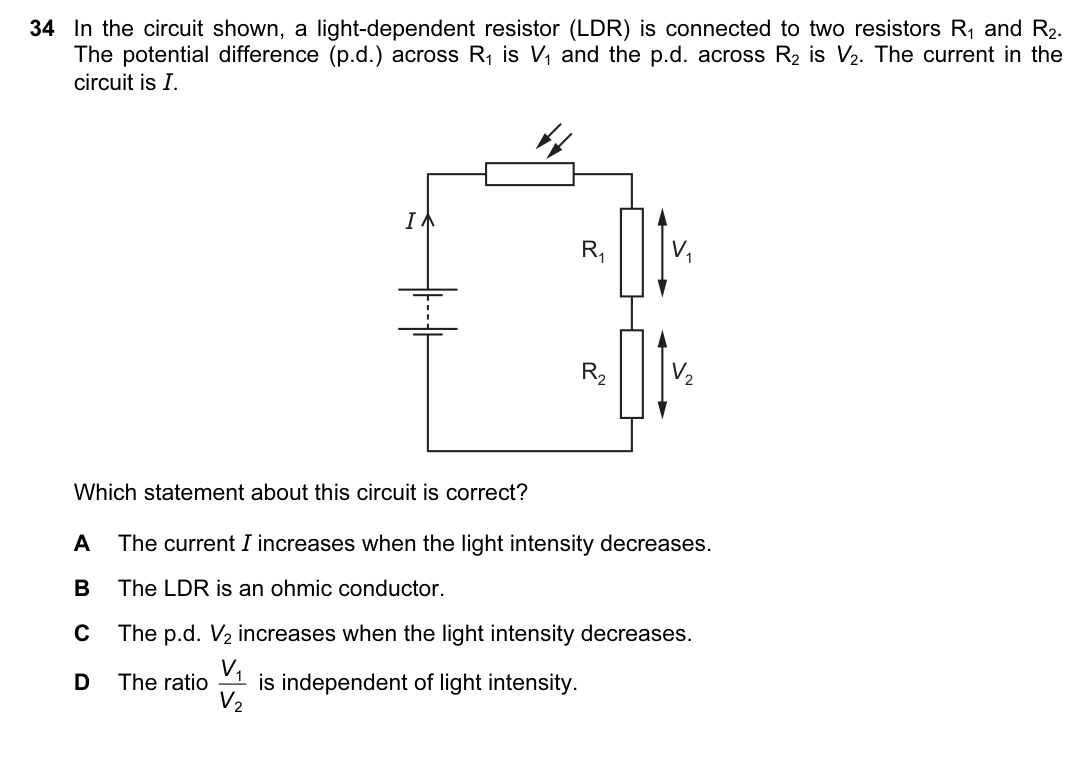 34 In the circuit shown, a light-dependent resistor (LDR) is connected to two resistors R₁ and R₂.
The potential difference (p.d.) across R₁ is V₁ and the p.d. across R₂ is V₂. The current in the
circuit is I.
I
R₁
V₁
R₂
V₂
Which statement about this circuit is correct?
A The current I increases when the light intensity decreases.
B The LDR is an ohmic conductor.
C The p.d. V₂ increases when the light intensity decreases.
D The ratio V₁/V₂ is independent of light intensity.